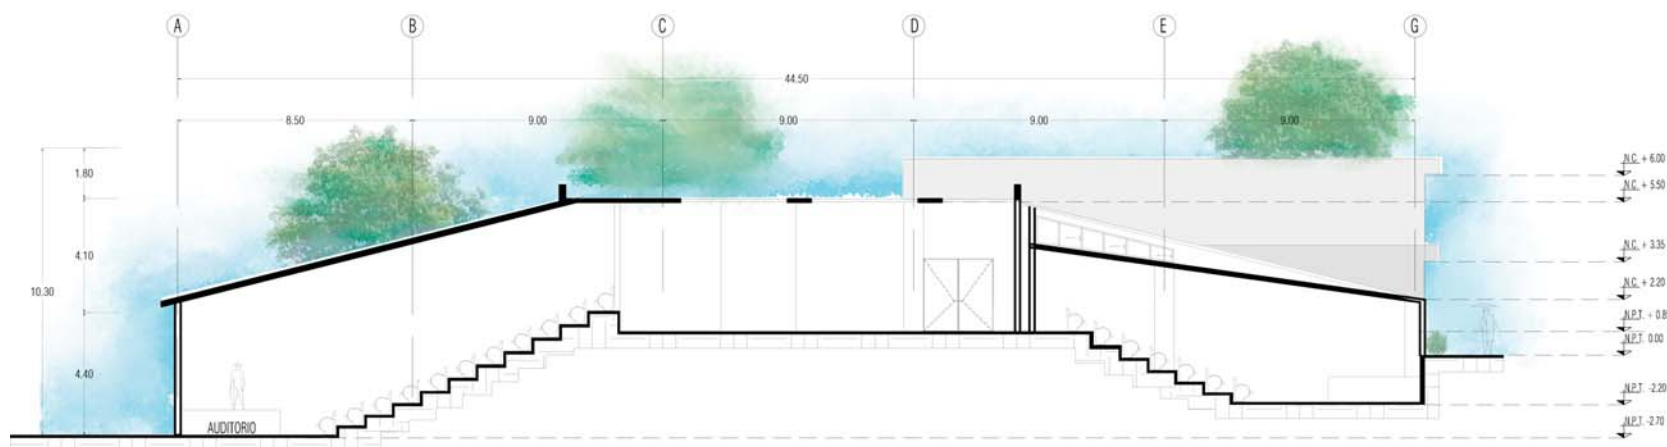 A B C D E G
44.50
8.50 9.00 9.00 9.00 9.00
1.80
4.10
10.30
4.40
AUDITORIO
N.C. + 6.00
N.C. + 5.50
N.C. + 3.35
N.C. + 2.20
N.P.T. + 0.8
N.P.T. 0.00
N.P.T. -2.20
N.P.T. -2.70